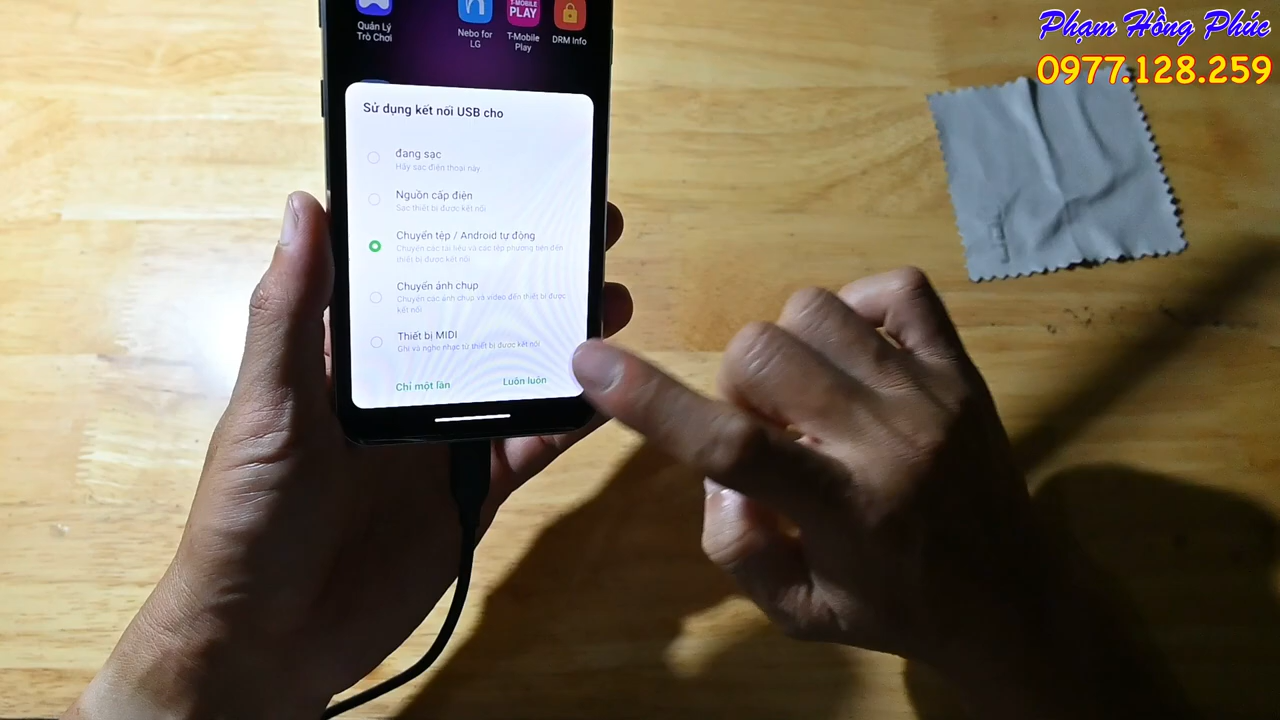 Phạm Hồng Phúc
0977.128.259
Quản Lý
Trò Chơi
Nebo for
LG
T-MOBILE
PLAY
T-Mobile
Play
DRM Info
Sử dụng kết nối USB cho
đang sạc
Hãy sạc điện thoại này
Nguồn cấp điện
Sạc thiết bị được kết nối
Chuyển tệp / Android tự động
Chuyển các tài liệu và các tệp phương tiện đến
thiết bị được kết nối
Chuyển ảnh chụp
Chuyển các ảnh chụp và video đến thiết bị được
kết nối
Thiết bị MIDI
Ghi và nghe nhạc từ thiết bị được kết nối
Chỉ một lần
Luôn luôn